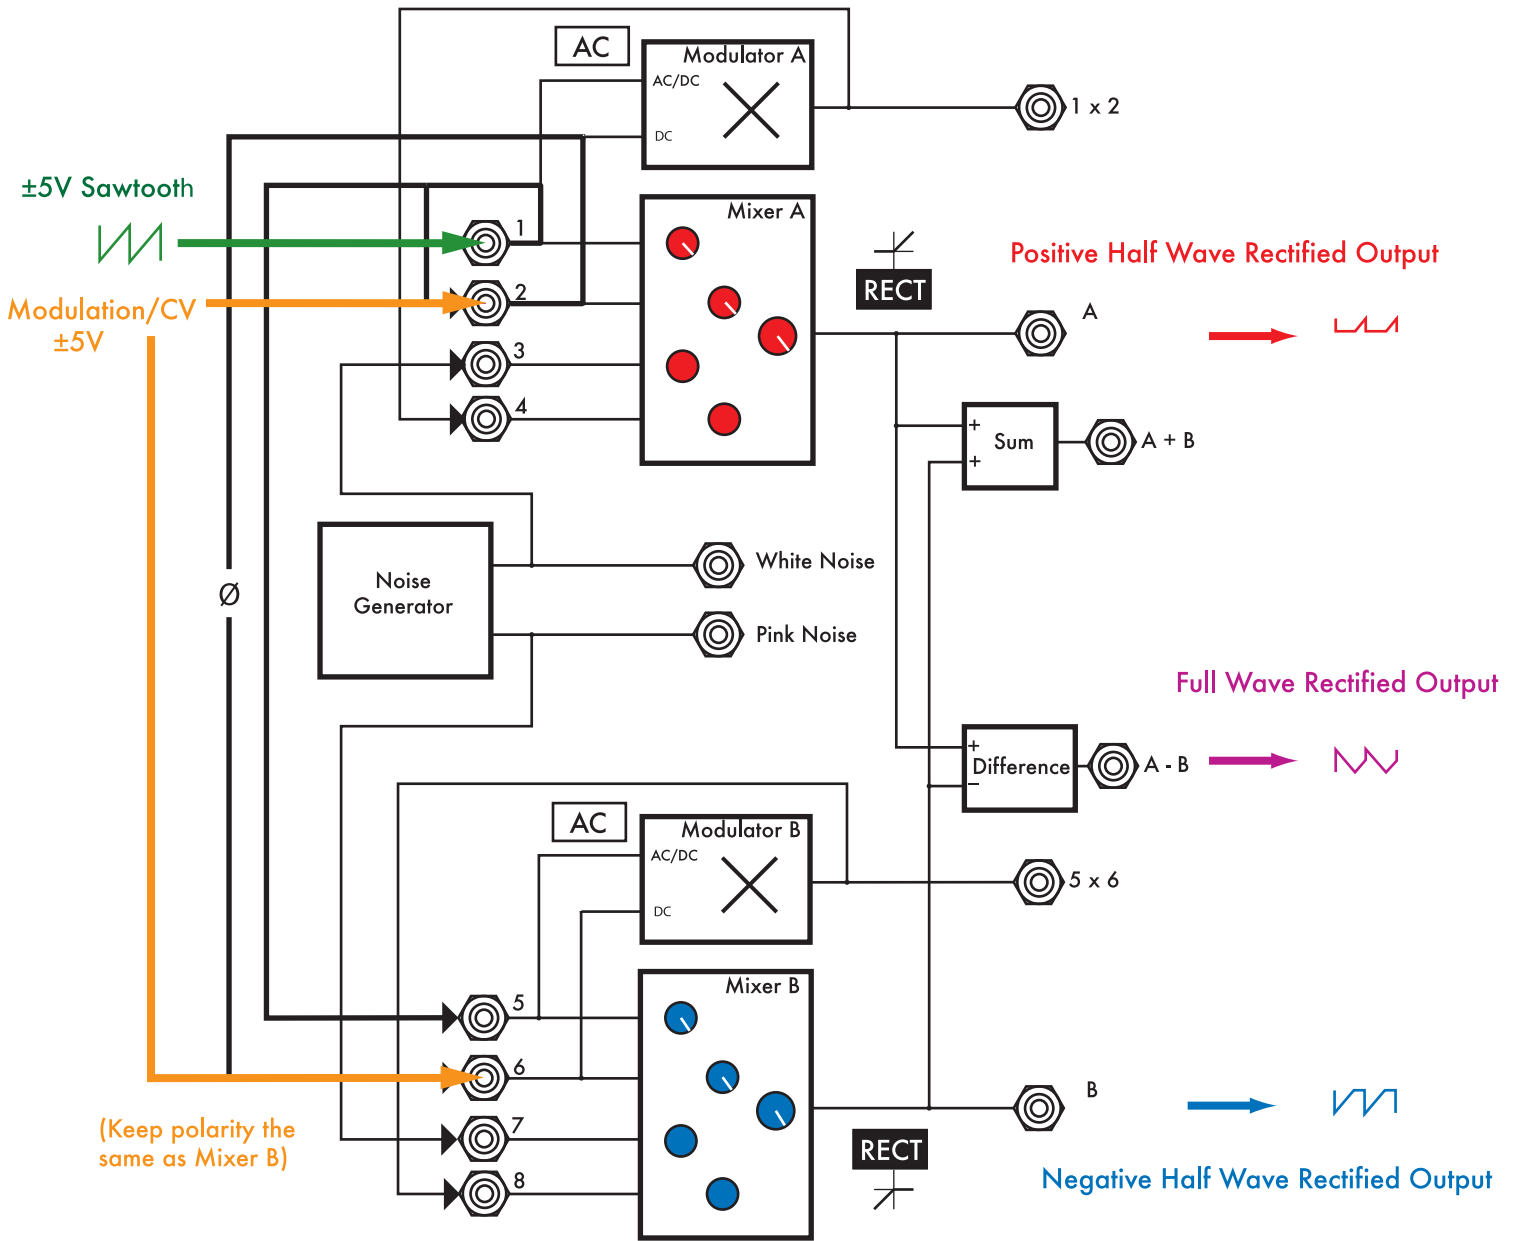 AC
Modulator A
AC/DC
DC
1 x 2
±5V Sawtooth
Modulation/CV
±5V
1
2
3
4
Mixer A
RECT
Positive Half Wave Rectified Output
A
+
+
Sum
A + B
Noise
Generator
White Noise
Pink Noise
Ø
Full Wave Rectified Output
+
Difference
−
A - B
AC
Modulator B
AC/DC
DC
5 x 6
5
6
7
8
Mixer B
B
RECT
(Keep polarity the
same as Mixer B)
Negative Half Wave Rectified Output